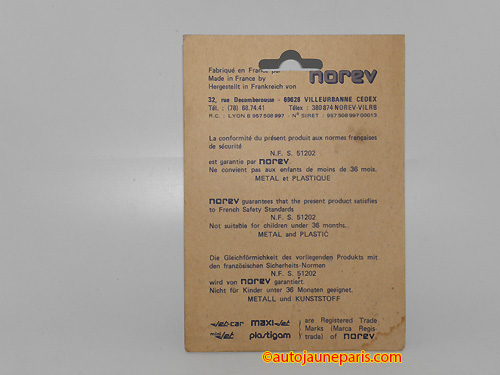 Fabriqué en France par
Made in France by norev
Hergestellt in Frankreich von
32, rue Decomberousse - 69628 VILLEURBANNE CEDEX
Tél. : (78) 68.74.41 Télex : 380874 NOREV-VILRB
R.C. : LYON B 957 508 997 - N° SIRET : 957 508 997 00013
La conformité du présent produit aux normes françaises
de sécurité
N.F. S. 51202
est garantie par norev.
Ne convient pas aux enfants de moins de 36 mois.
METAL et PLASTIQUE
norev guarantees that the present product satisfies
to French Safety Standards
N.F. S. 51202
Not suitable for children under 36 months.
METAL and PLASTIC
Die Gleichförmichkeit des vorliegenden Produkts mit
den französischen Sicherheits-Normen
N.F. S. 51202
wird von norev garantiert.
Nicht für Kinder unter 36 Monaten geeignet.
METALL und KUNSTSTOFF
Jet-car maxi Jet
mini Jet plastigam
are Registered Trade
Marks (Marca Regis
trada) of norev
©autojauneparis.com